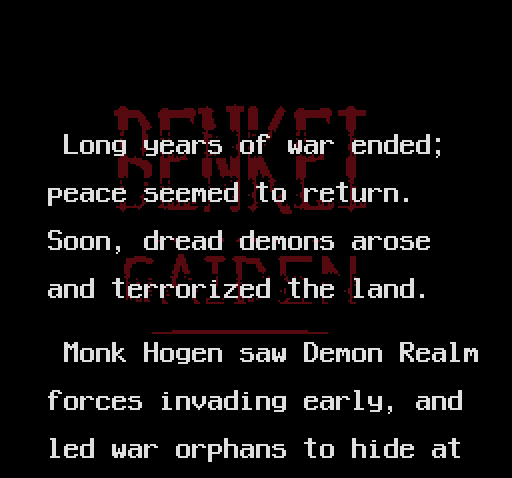 BENKEI
GAIDEN
Long years of war ended;
peace seemed to return.
Soon, dread demons arose
and terrorized the land.
Monk Hogen saw Demon Realm
forces invading early, and
led war orphans to hide at